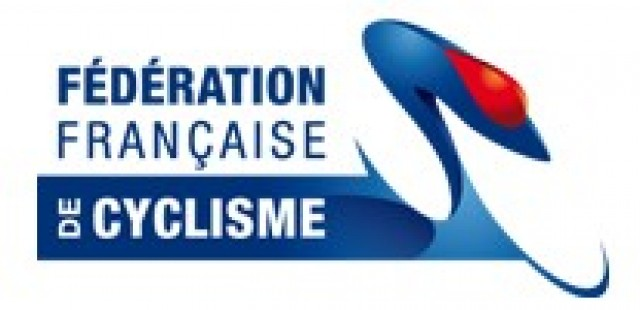 FÉDÉRATION
FRANÇAISE
DE CYCLISME